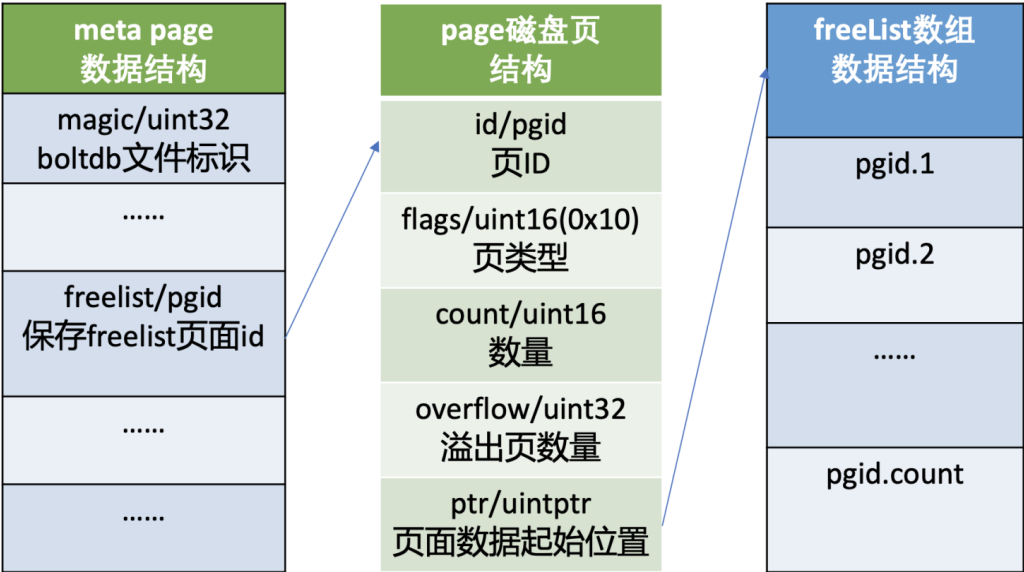 meta page
数据结构
magic/uint32
boltdb文件标识
......
freelist/pgid
保存freelist页面id
......
......
page磁盘页
结构
id/pgid
页ID
flags/uint16(0x10)
页类型
count/uint16
数量
overflow/uint32
溢出页数量
ptr/uintptr
页面数据起始位置
freeList数组
数据结构
pgid.1
pgid.2
......
pgid.count